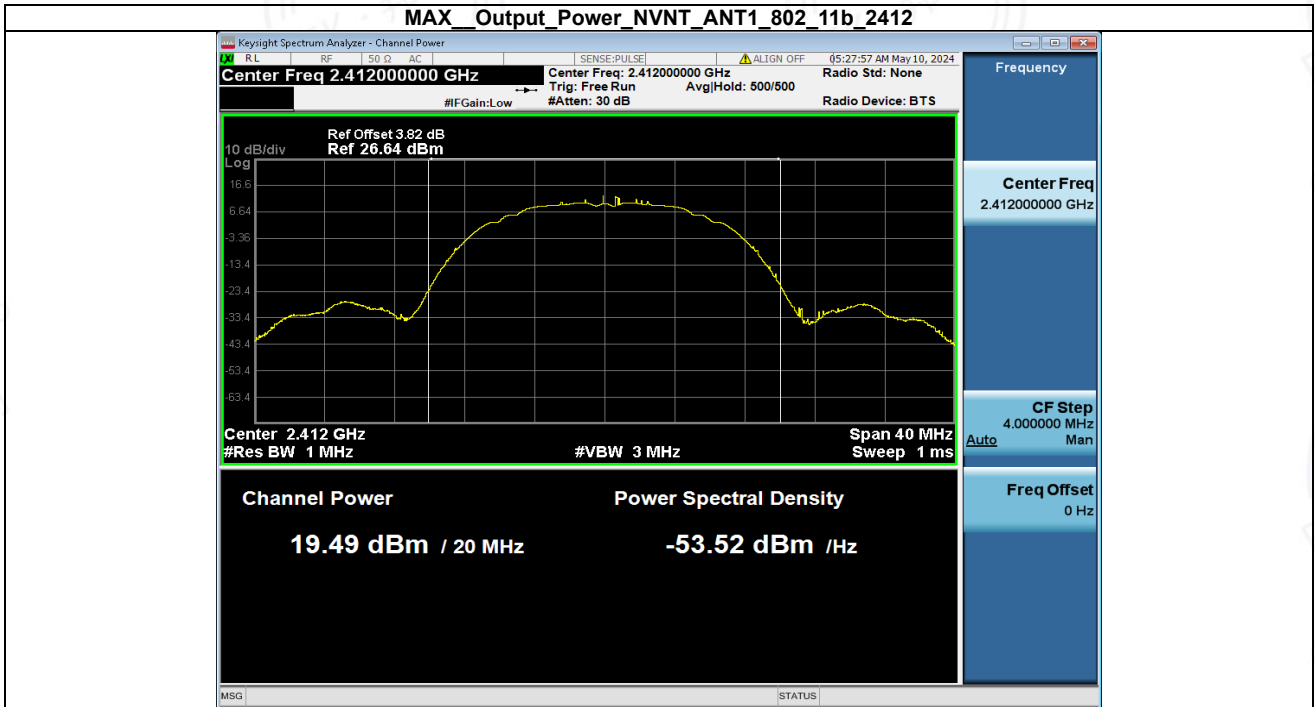 MAX__Output_Power_NVNT_ANT1_802_11b_2412
Keysight Spectrum Analyzer - Channel Power
LXI RL RF 50 Ω AC SENSE:PULSE ALIGN OFF 05:27:57 AM May 10, 2024
Center Freq 2.412000000 GHz
Center Freq: 2.412000000 GHz Radio Std: None
Trig: Free Run Avg|Hold: 500/500
#IFGain:Low #Atten: 30 dB Radio Device: BTS
Frequency
Ref Offset 3.82 dB
10 dB/div Ref 26.64 dBm
Log
16.6
6.64
-3.36
-13.4
-23.4
-33.4
-43.4
-53.4
-63.4
Center 2.412 GHz Span 40 MHz
#Res BW 1 MHz #VBW 3 MHz Sweep 1 ms
Center Freq
2.412000000 GHz
CF Step
4.000000 MHz
Auto Man
Freq Offset
0 Hz
Channel Power Power Spectral Density
19.49 dBm / 20 MHz -53.52 dBm /Hz
MSG STATUS